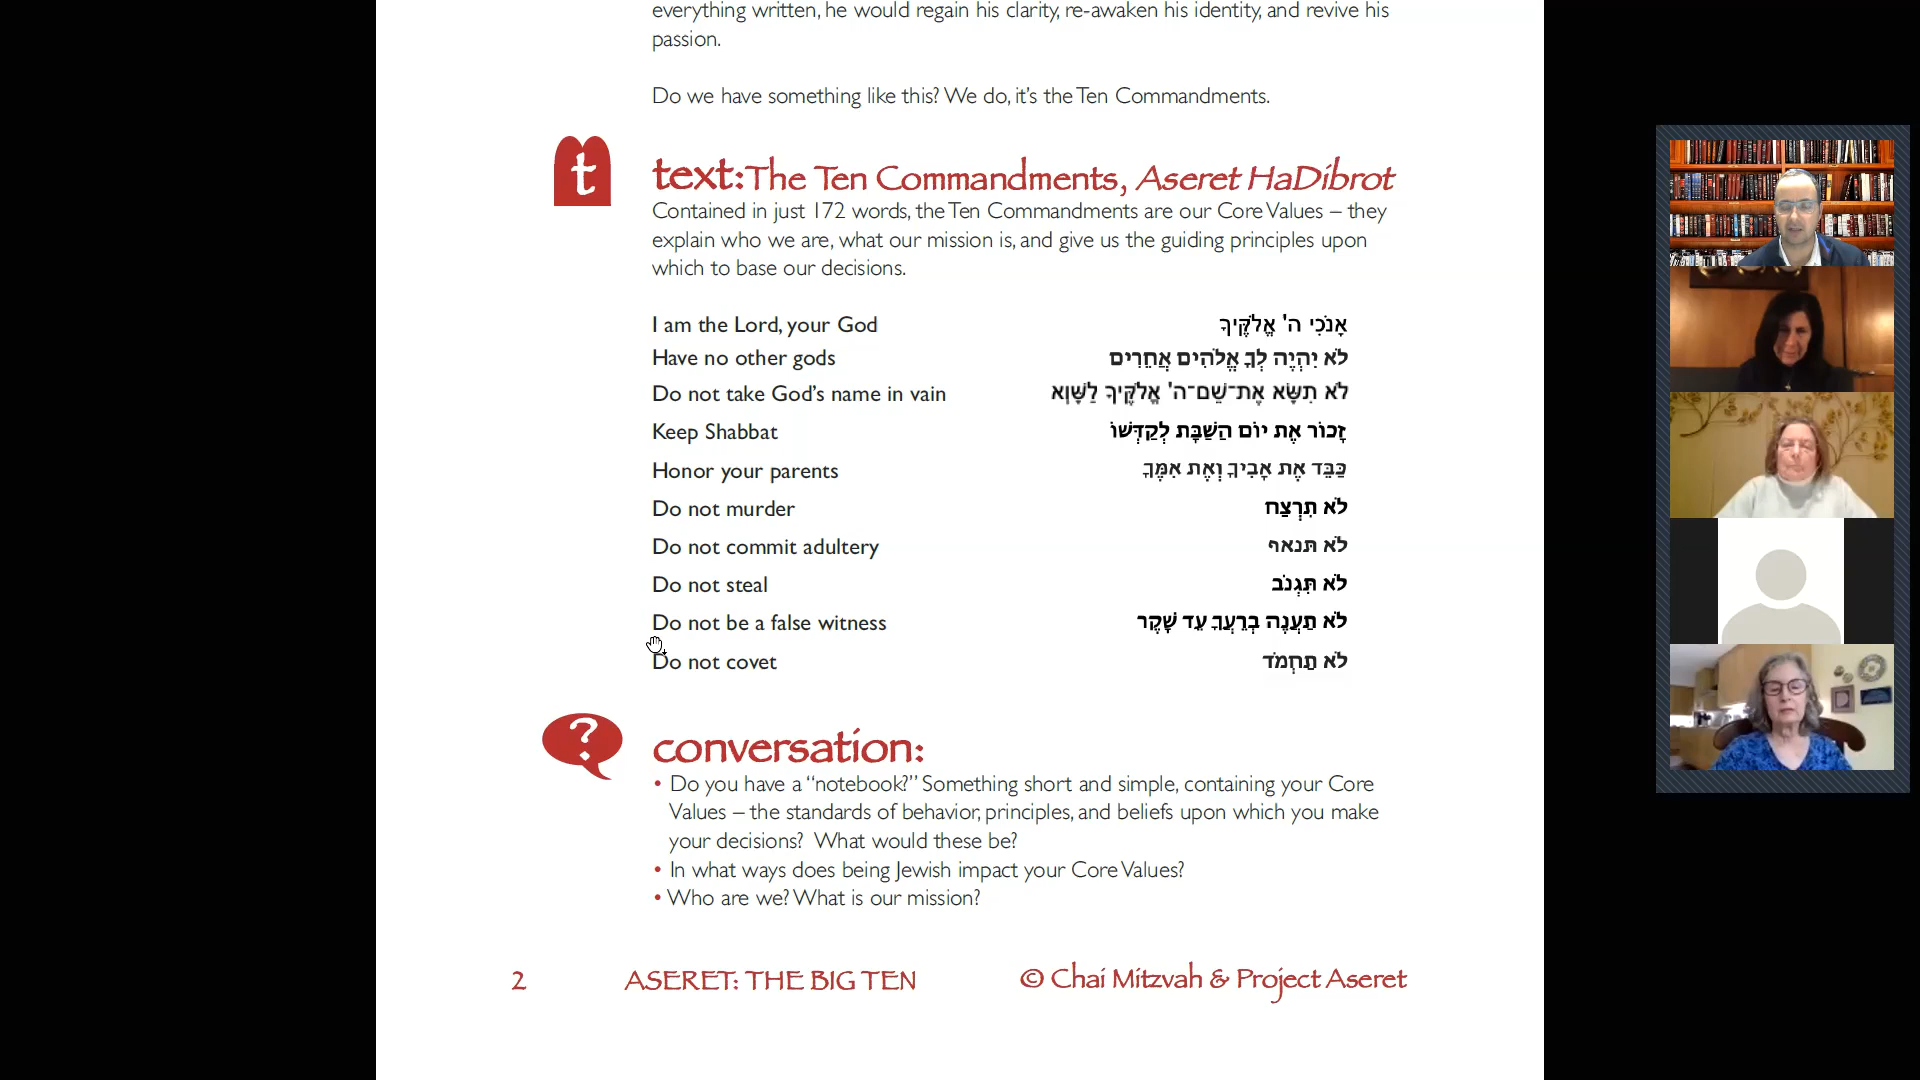 everything written, he would regain his clarity, re-awaken his identity, and revive his
passion.
Do we have something like this? We do, it's the Ten Commandments.
t
text: The Ten Commandments, Aseret HaDibrot
Contained in just 172 words, the Ten Commandments are our Core Values – they
explain who we are, what our mission is, and give us the guiding principles upon
which to base our decisions.
I am the Lord, your God אָנֹכִי ה' אֱלֹקֶיךָ
Have no other gods לֹא יִהְיֶה לְךָ אֱלֹהִים אֲחֵרִים
Do not take God's name in vain לֹא תִשָּׂא אֶת־שֵׁם־ה' אֱלֹקֶיךָ לַשָּׁוְא
Keep Shabbat זָכוֹר אֶת יוֹם הַשַּׁבָּת לְקַדְּשׁוֹ
Honor your parents כַּבֵּד אֶת אָבִיךָ וְאֶת אִמֶּךָ
Do not murder לֹא תִרְצַח
Do not commit adultery לֹא תנאף
Do not steal לֹא תִּגְנֹב
Do not be a false witness לֹא תַעֲנֶה בְרֵעֲךָ עֵד שָׁקֶר
Do not covet לֹא תַחְמֹד
?
conversation:
• Do you have a “notebook?” Something short and simple, containing your Core
Values – the standards of behavior, principles, and beliefs upon which you make
your decisions? What would these be?
• In what ways does being Jewish impact your Core Values?
• Who are we? What is our mission?
2 ASERET: THE BIG TEN © Chai Mitzvah & Project Aseret